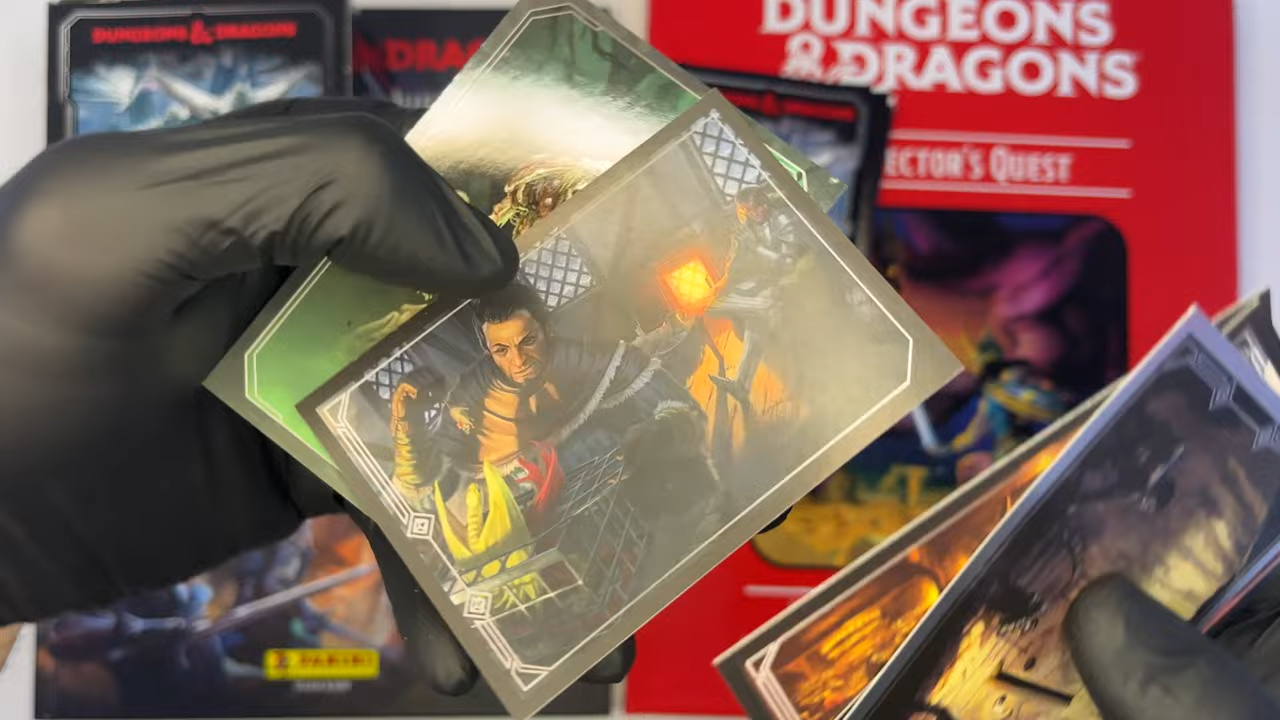 DUNGEONS & DRAGONS
DRAG
DUNGEONS
& DRAGONS
ECTOR'S QUEST
PANINI